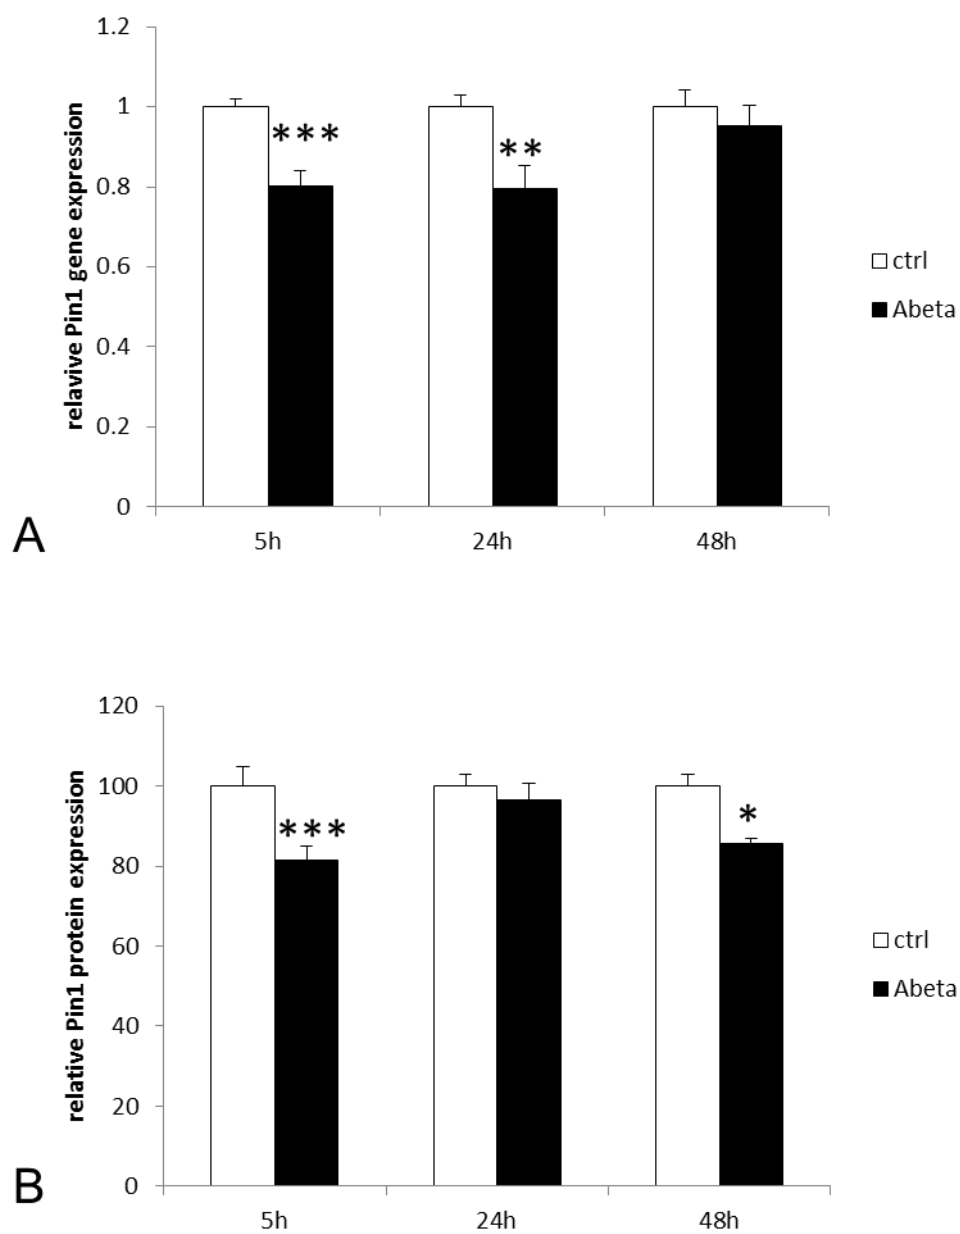 1.2
1
0.8
0.6
0.4
0.2
0
relavive Pin1 gene expression
***
**
5h
24h
48h
ctrl
Abeta
A
120
100
80
60
40
20
0
relative Pin1 protein expression
***
*
5h
24h
48h
ctrl
Abeta
B